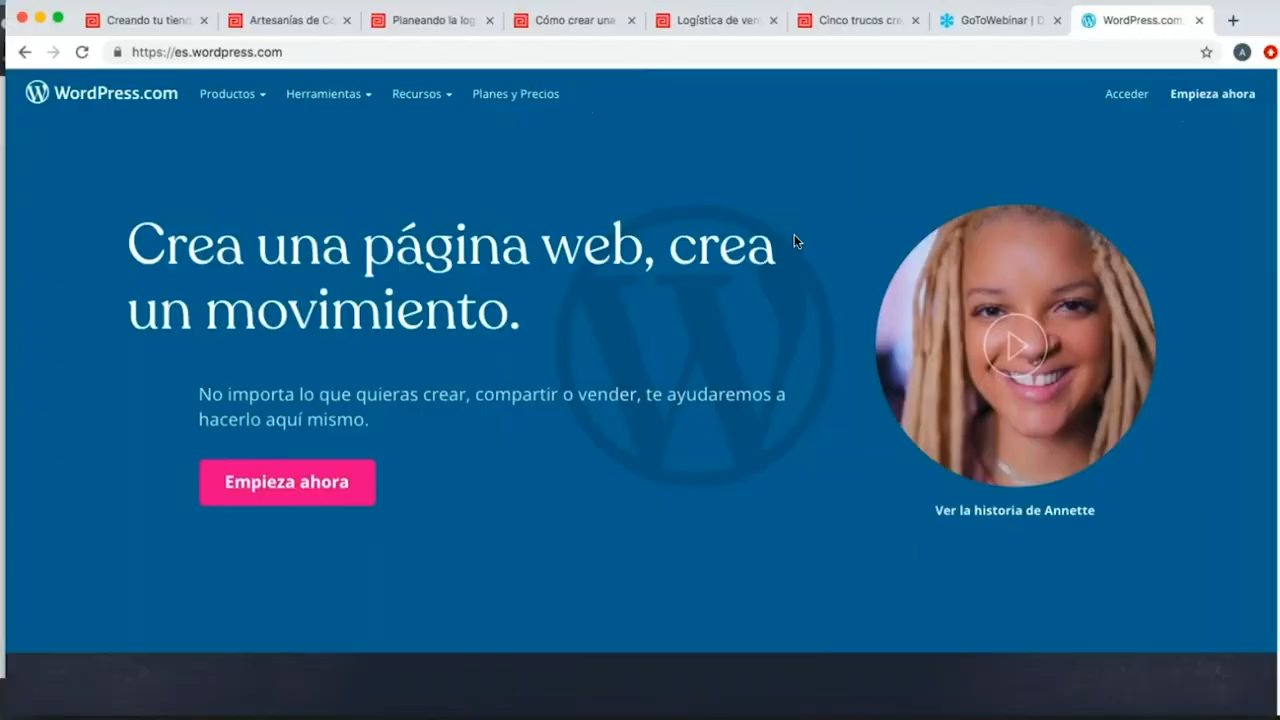 Creando tu tiend
Artesanías de Co
Planeando la log
Cómo crear una
Logística de ven
Cinco trucos cre
GoToWebinar | D
WordPress.com
https://es.wordpress.com
A
WordPress.com
Productos
Herramientas
Recursos
Planes y Precios
Acceder
Empieza ahora
Crea una página web, crea
un movimiento.
No importa lo que quieras crear, compartir o vender, te ayudaremos a
hacerlo aquí mismo.
Empieza ahora
Ver la historia de Annette